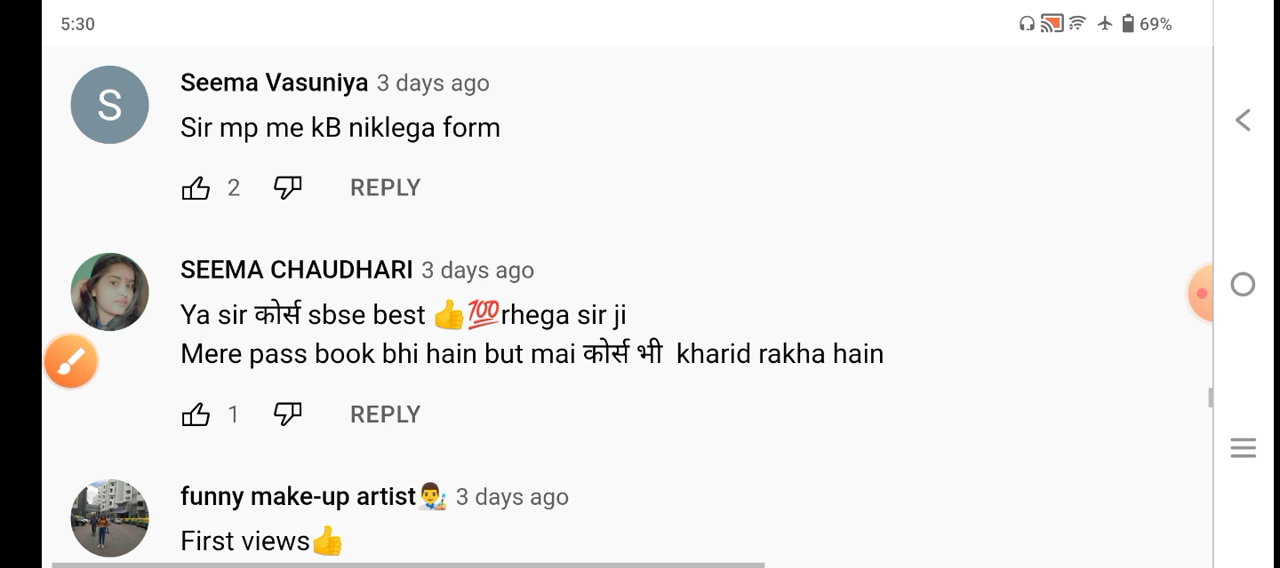 5:30 69%
S
Seema Vasuniya 3 days ago
Sir mp me kB niklega form
2 REPLY
SEEMA CHAUDHARI 3 days ago
Ya sir कोर्स sbse best 👍💯rhega sir ji
Mere pass book bhi hain but mai कोर्स भी kharid rakha hain
1 REPLY
funny make-up artist👨‍🎨 3 days ago
First views👍